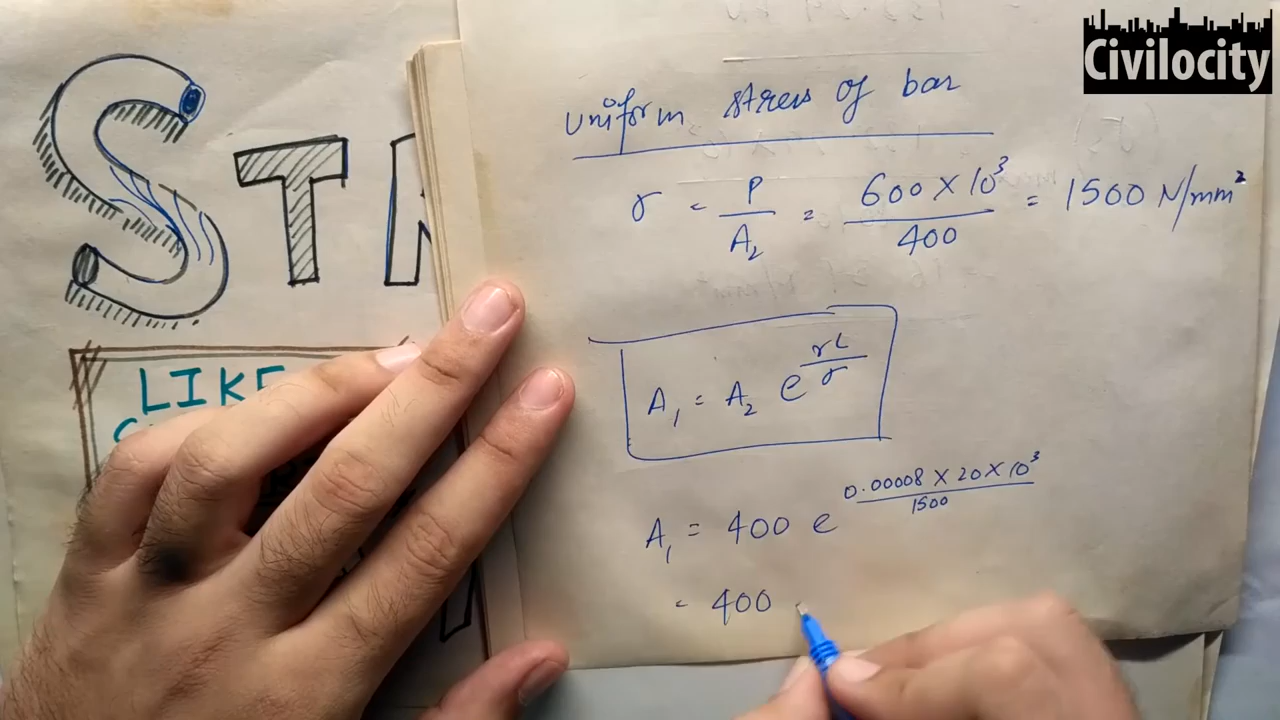 Civilocity
uniform stress of bar
σ = P/A₂ = 600 × 10³/400 = 1500 N/mm²
A₁ = A₂ e^(γL/σ)
A₁ = 400 e^(0.00008 × 20 × 10³/1500)
= 400
ST
LIKE